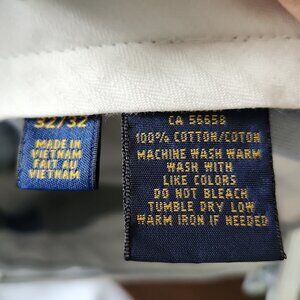 32/32
MADE IN
VIETNAM
FAIT AU
VIETNAM
CA 56658
100% COTTON/COTON
MACHINE WASH WARM
WASH WITH
LIKE COLORS
DO NOT BLEACH
TUMBLE DRY LOW
WARM IRON IF NEEDED